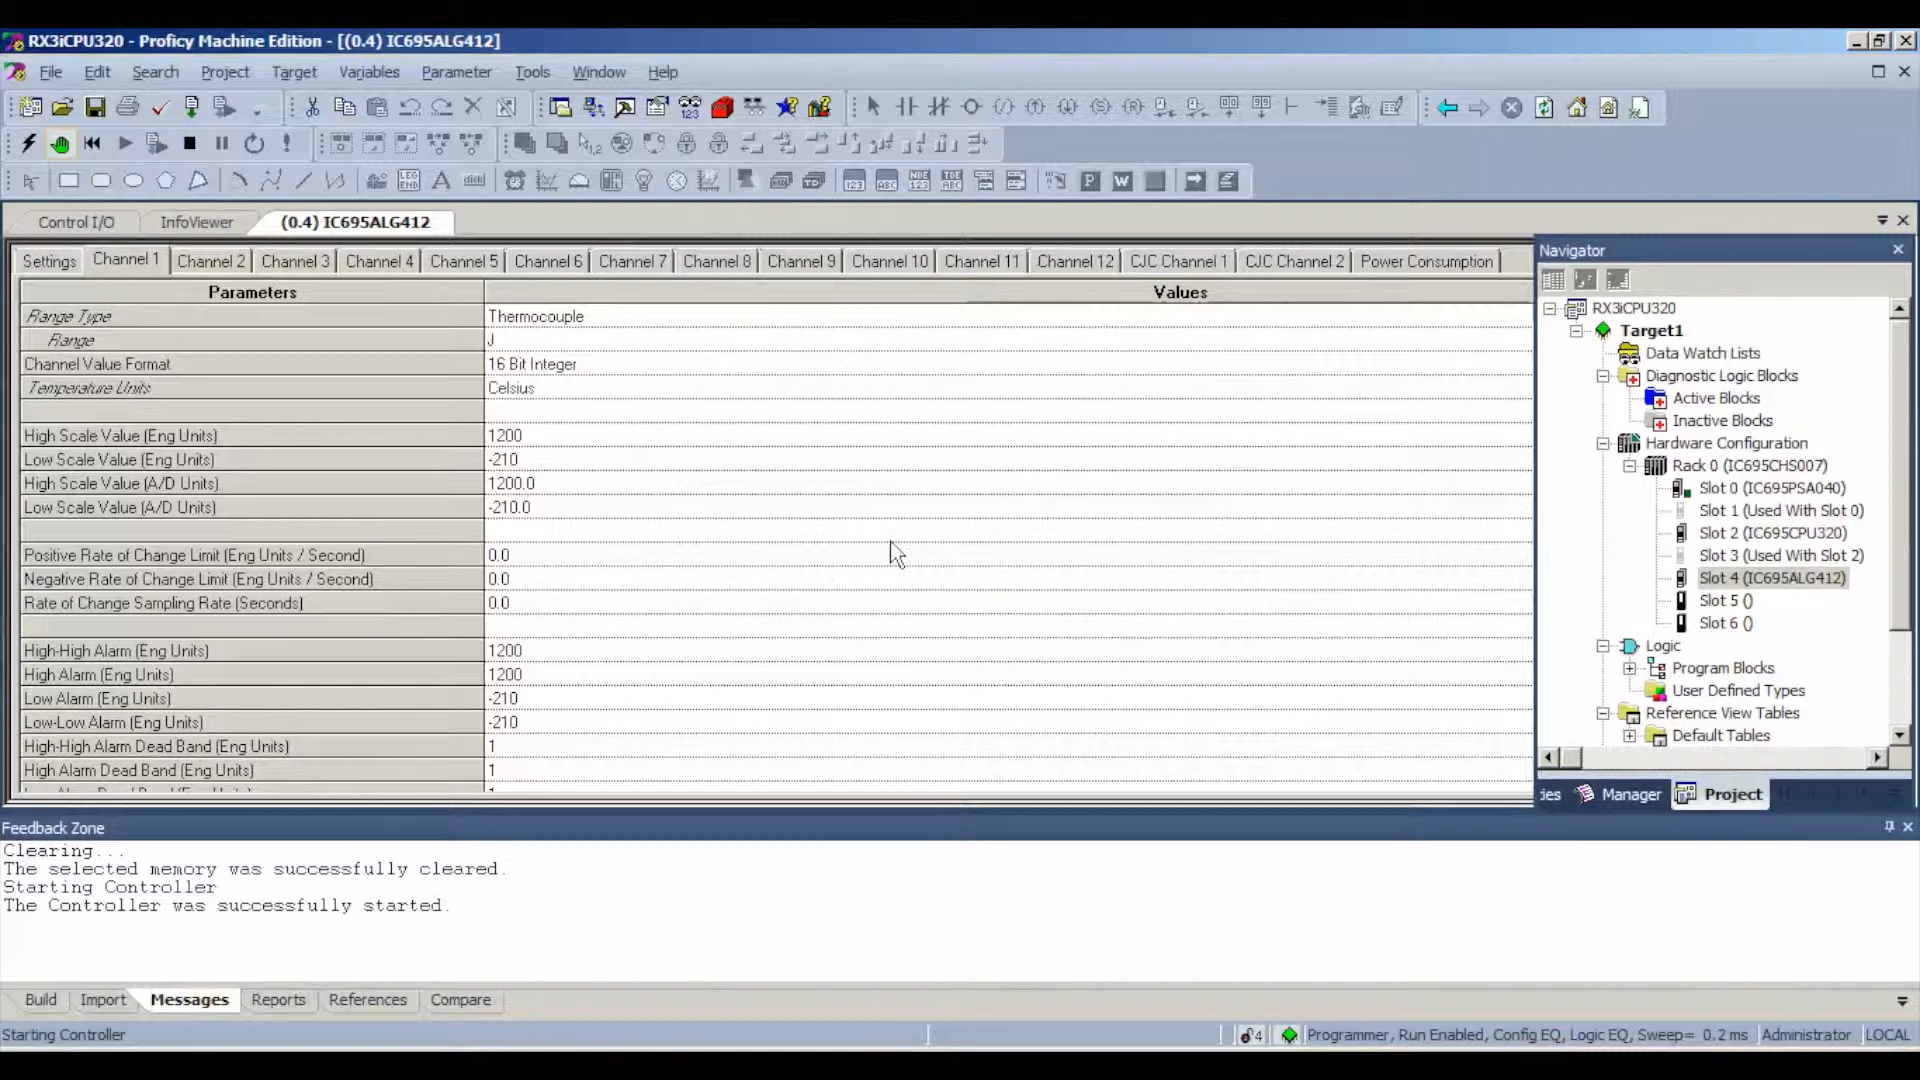 RX3iCPU320 - Proficy Machine Edition - [(0.4) IC695ALG412]
File Edit Search Project Target Variables Parameter Tools Window Help
Control I/O InfoViewer (0.4) IC695ALG412
Settings Channel 1 Channel 2 Channel 3 Channel 4 Channel 5 Channel 6 Channel 7 Channel 8 Channel 9 Channel 10 Channel 11 Channel 12 CJC Channel 1 CJC Channel 2 Power Consumption
Parameters Values
Range Type Thermocouple
Range J
Channel Value Format 16 Bit Integer
Temperature Units Celsius
High Scale Value (Eng Units) 1200
Low Scale Value (Eng Units) -210
High Scale Value (A/D Units) 1200.0
Low Scale Value (A/D Units) -210.0
Positive Rate of Change Limit (Eng Units / Second) 0.0
Negative Rate of Change Limit (Eng Units / Second) 0.0
Rate of Change Sampling Rate (Seconds) 0.0
High-High Alarm (Eng Units) 1200
High Alarm (Eng Units) 1200
Low Alarm (Eng Units) -210
Low-Low Alarm (Eng Units) -210
High-High Alarm Dead Band (Eng Units) 1
High Alarm Dead Band (Eng Units) 1
Navigator
RX3iCPU320
Target1
Data Watch Lists
Diagnostic Logic Blocks
Active Blocks
Inactive Blocks
Hardware Configuration
Rack 0 (IC695CHS007)
Slot 0 (IC695PSA040)
Slot 1 (Used With Slot 0)
Slot 2 (IC695CPU320)
Slot 3 (Used With Slot 2)
Slot 4 (IC695ALG412)
Slot 5 ()
Slot 6 ()
Logic
Program Blocks
User Defined Types
Reference View Tables
Default Tables
ties Manager Project
Feedback Zone
Clearing...
The selected memory was successfully cleared.
Starting Controller
The Controller was successfully started.
Build Import Messages Reports References Compare
Starting Controller 4 Programmer, Run Enabled, Config EQ, Logic EQ, Sweep= 0.2 ms Administrator LOCAL